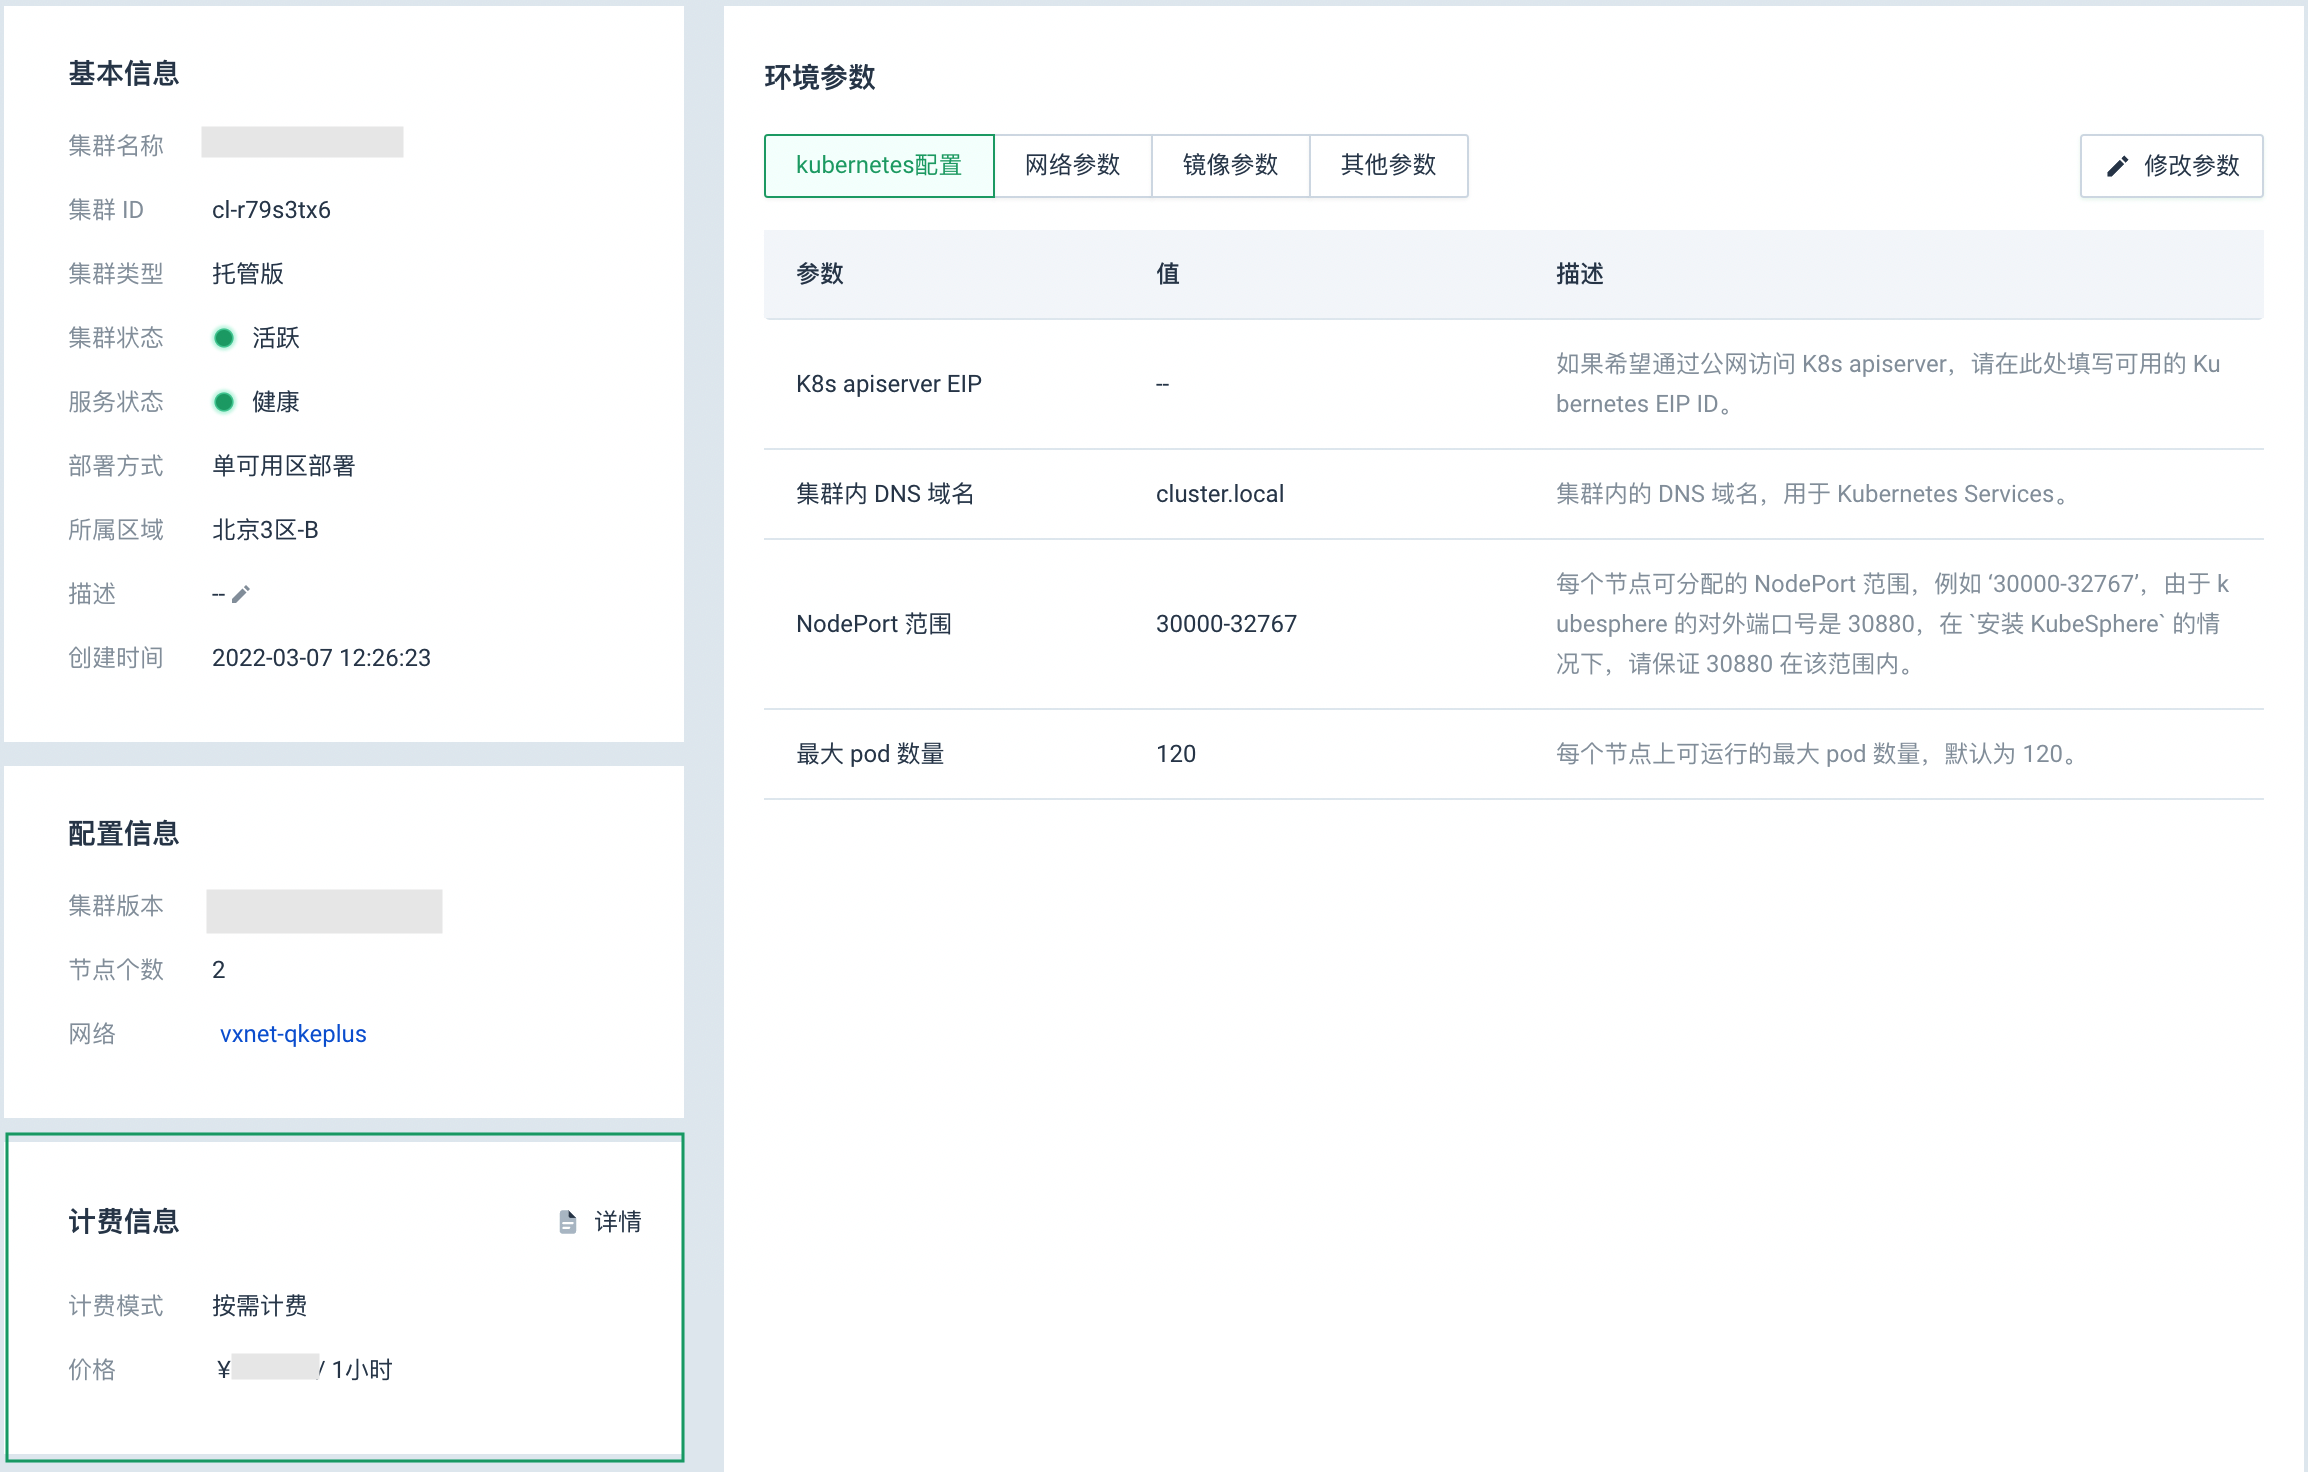 基本信息
集群名称
集群 ID cl-r79s3tx6
集群类型 托管版
集群状态 活跃
服务状态 健康
部署方式 单可用区部署
所属区域 北京3区-B
描述 --
创建时间 2022-03-07 12:26:23
配置信息
集群版本
节点个数 2
网络 vxnet-qkeplus
计费信息 详情
计费模式 按需计费
价格 ¥ / 1小时
环境参数
kubernetes配置 网络参数 镜像参数 其他参数 修改参数
参数 值 描述
K8s apiserver EIP -- 如果希望通过公网访问 K8s apiserver，请在此处填写可用的 Ku
bernetes EIP ID。
集群内 DNS 域名 cluster.local 集群内的 DNS 域名，用于 Kubernetes Services。
NodePort 范围 30000-32767 每个节点可分配的 NodePort 范围，例如 ‘30000-32767’，由于 k
ubesphere 的对外端口号是 30880，在 `安装 KubeSphere` 的情
况下，请保证 30880 在该范围内。
最大 pod 数量 120 每个节点上可运行的最大 pod 数量，默认为 120。